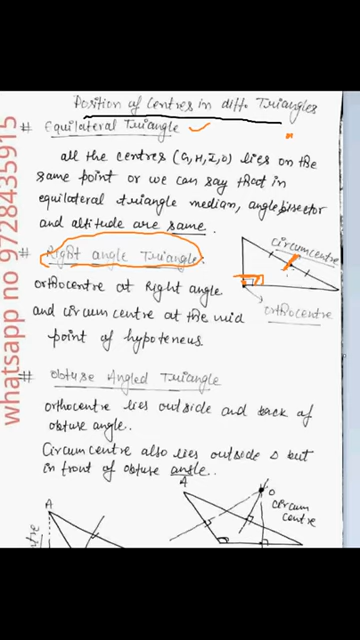 Position of Centres in diff. Triangles
# Equilateral Triangle
all the centres (G, H, I, O) lies on the
same point or we can say that in
equilateral triangle median, angle bisector
and altitude are same.
circumcentre
# Right angle Triangle:
orthocentre at Right angle
orthocentre
and circum centre at the mid
point of hypoteneus
# Obtuse Angled Triangle
orthocentre lies outside and back of
obtuse angle..
Circumcentre also lies outside Δ but
in front of obtuse angle..
A
O
circum
centre
A
whatsapp no 9728435915